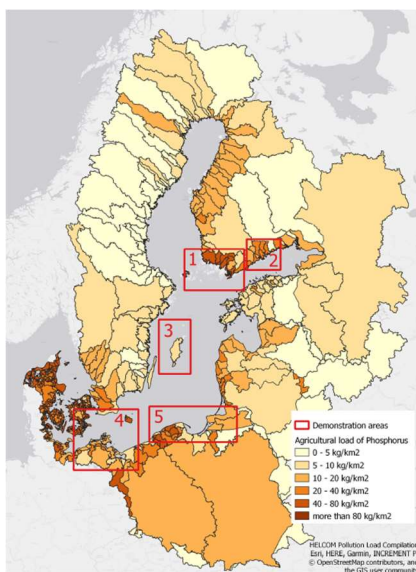 1
2
3
4
5
Demonstration areas
Agricultural load of Phosphorus
0 - 5 kg/km2
5 - 10 kg/km2
10 - 20 kg/km2
20 - 40 kg/km2
40 - 80 kg/km2
more than 80 kg/km2
HELCOM Pollution Load Compilation
Esri, HERE, Garmin, INCREMENT P
© OpenStreetMap contributors, and
the GIS user community